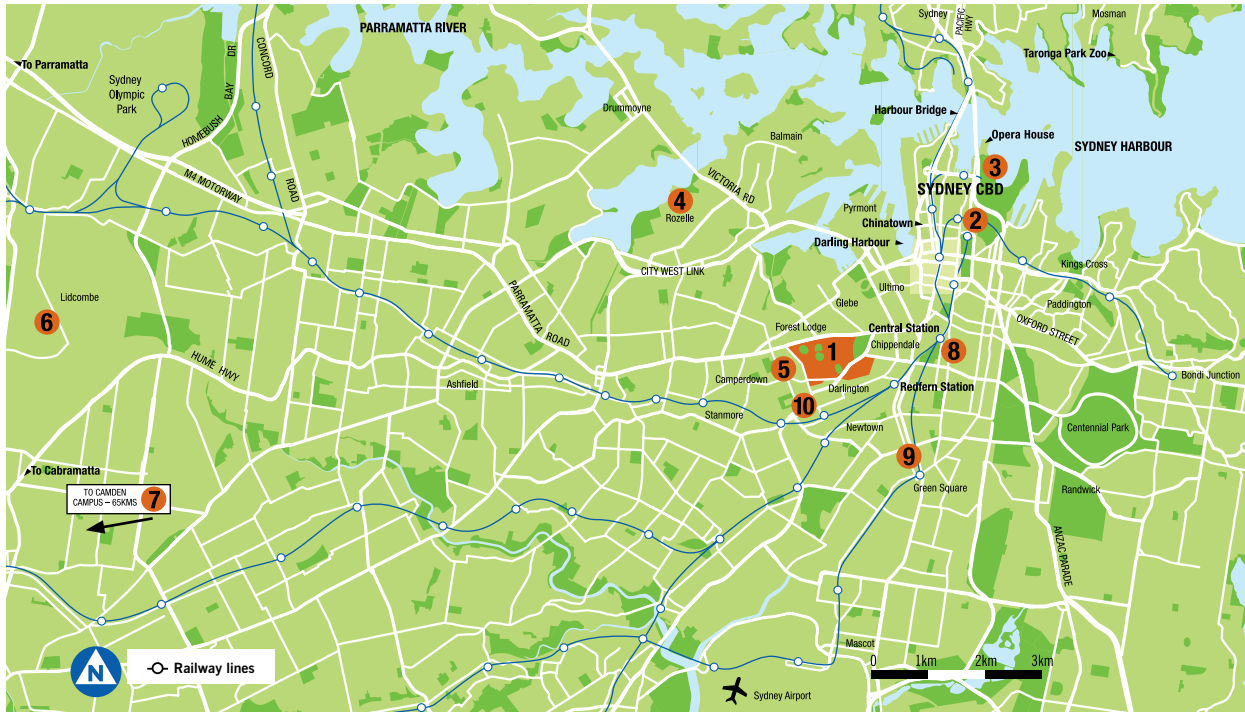 PARRAMATTA RIVER
Sydney
PACIFIC HWY
Mosman
Taronga Park Zoo
To Parramatta
Sydney
Olympic
Park
HOMEBUSH BAY DR
CONCORD
ROAD
Drummoyne
Harbour Bridge
Balmain
Opera House
SYDNEY HARBOUR
3
SYDNEY CBD
M4 MOTORWAY
VICTORIA RD
4
Rozelle
Pyrmont
Chinatown
2
Darling Harbour
CITY WEST LINK
Kings Cross
Lidcombe
6
PARRAMATTA ROAD
Glebe
Ultimo
Paddington
OXFORD STREET
Forest Lodge
Central Station
Chippendale
1
8
HUME HWY
Ashfield
5
Camperdown
Darlington
Redfern Station
Bondi Junction
10
Stanmore
Newtown
Centennial Park
9
To Cabramatta
Green Square
Randwick
TO CAMDEN
CAMPUS – 65KMS
7
ANZAC PARADE
Mascot
N
Railway lines
0 1km 2km 3km
Sydney Airport